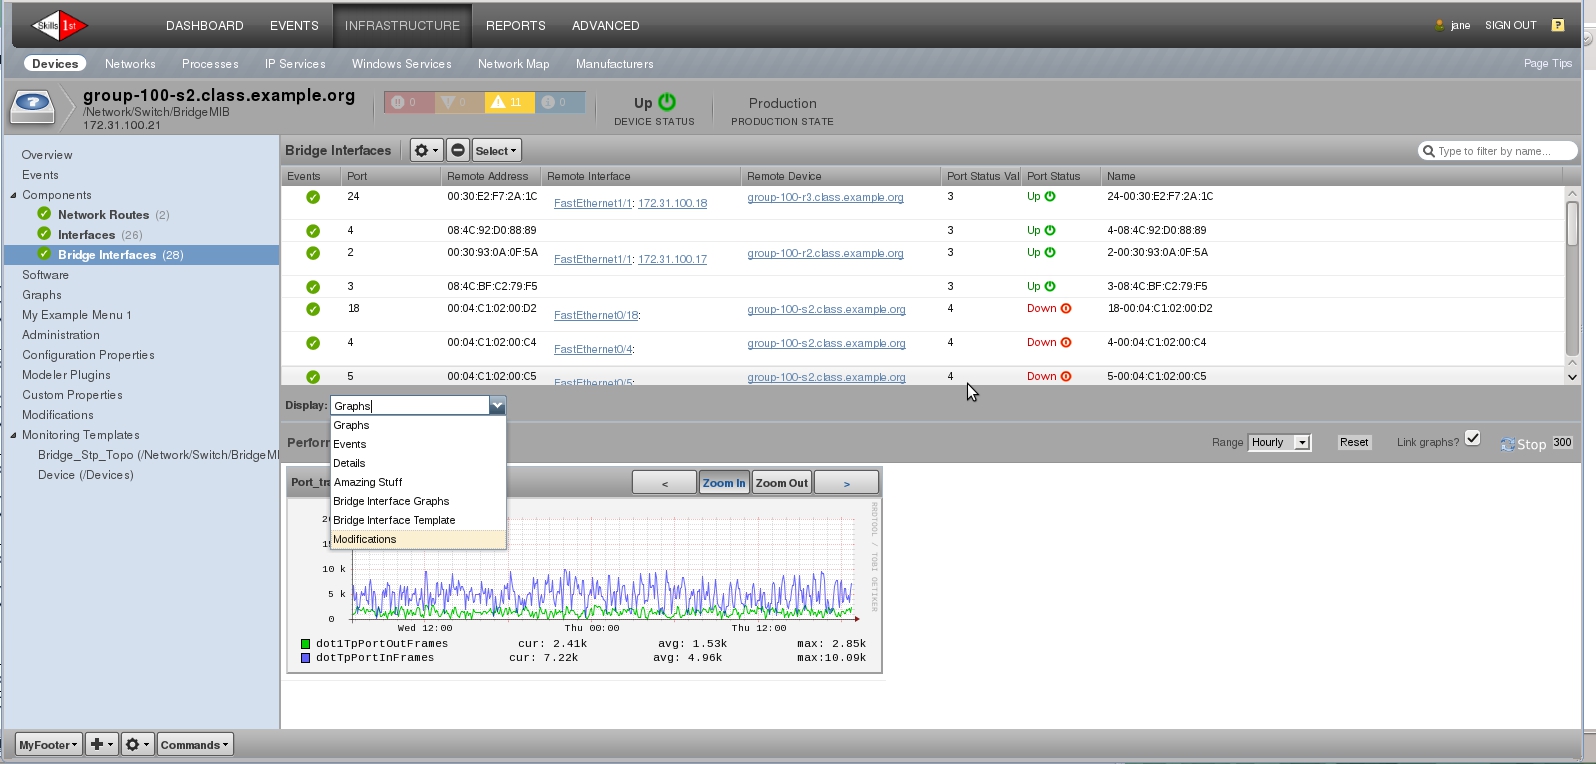 Skills 1st
DASHBOARD EVENTS INFRASTRUCTURE REPORTS ADVANCED jane SIGN OUT ?
Devices Networks Processes IP Services Windows Services Network Map Manufacturers Page Tips
group-100-s2.class.example.org
/Network/Switch/BridgeMIB
172.31.100.21
0 0 11 0
Up
DEVICE STATUS
Production
PRODUCTION STATE
Overview
Events
Components
Network Routes (2)
Interfaces (26)
Bridge Interfaces (28)
Software
Graphs
My Example Menu 1
Administration
Configuration Properties
Modeler Plugins
Custom Properties
Modifications
Monitoring Templates
Bridge_Stp_Topo (/Network/Switch/BridgeMI
Device (/Devices)
Bridge Interfaces Select Type to filter by name...
Events Port Remote Address Remote Interface Remote Device Port Status Val Port Status Name
24 00:30:E2:F7:2A:1C FastEthernet1/1: 172.31.100.18 group-100-r3.class.example.org 3 Up 24-00:30:E2:F7:2A:1C
4 08:4C:92:D0:88:89 3 Up 4-08:4C:92:D0:88:89
2 00:30:93:0A:0F:5A FastEthernet1/1: 172.31.100.17 group-100-r2.class.example.org 3 Up 2-00:30:93:0A:0F:5A
3 08:4C:BF:C2:79:F5 3 Up 3-08:4C:BF:C2:79:F5
18 00:04:C1:02:00:D2 FastEthernet0/18: group-100-s2.class.example.org 4 Down 18-00:04:C1:02:00:D2
4 00:04:C1:02:00:C4 FastEthernet0/4: group-100-s2.class.example.org 4 Down 4-00:04:C1:02:00:C4
5 00:04:C1:02:00:C5 FastEthernet0/5: group-100-s2.class.example.org 4 Down 5-00:04:C1:02:00:C5
Display: Graphs
Graphs
Events
Details
Amazing Stuff
Bridge Interface Graphs
Bridge Interface Template
Modifications
Perforn Range Hourly Reset Link graphs? Stop 300
Port_tra < Zoom In Zoom Out >
2
1
10 k
5 k
0
Wed 12:00 Thu 00:00 Thu 12:00
RRDTOOL / TOBI OETIKER
dot1TpPortOutFrames cur: 2.41k avg: 1.53k max: 2.85k
dotTpPortInFrames cur: 7.22k avg: 4.96k max:10.09k
MyFooter Commands